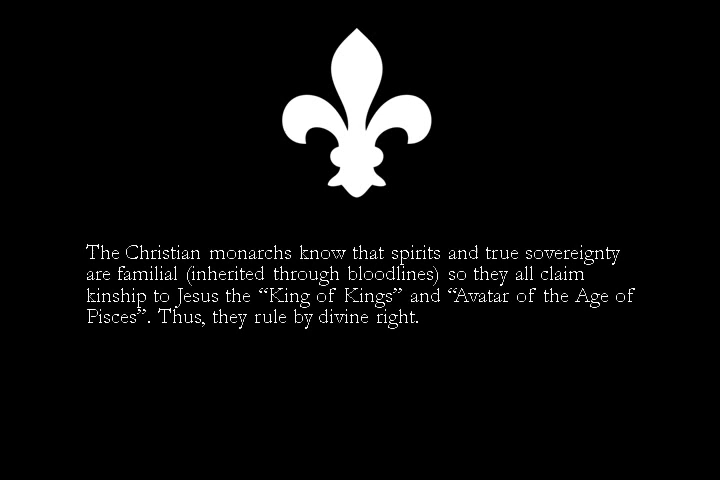 The Christian monarchs know that spirits and true sovereignty
are familial (inherited through bloodlines) so they all claim
kinship to Jesus the “King of Kings” and “Avatar of the Age of
Pisces”. Thus, they rule by divine right.